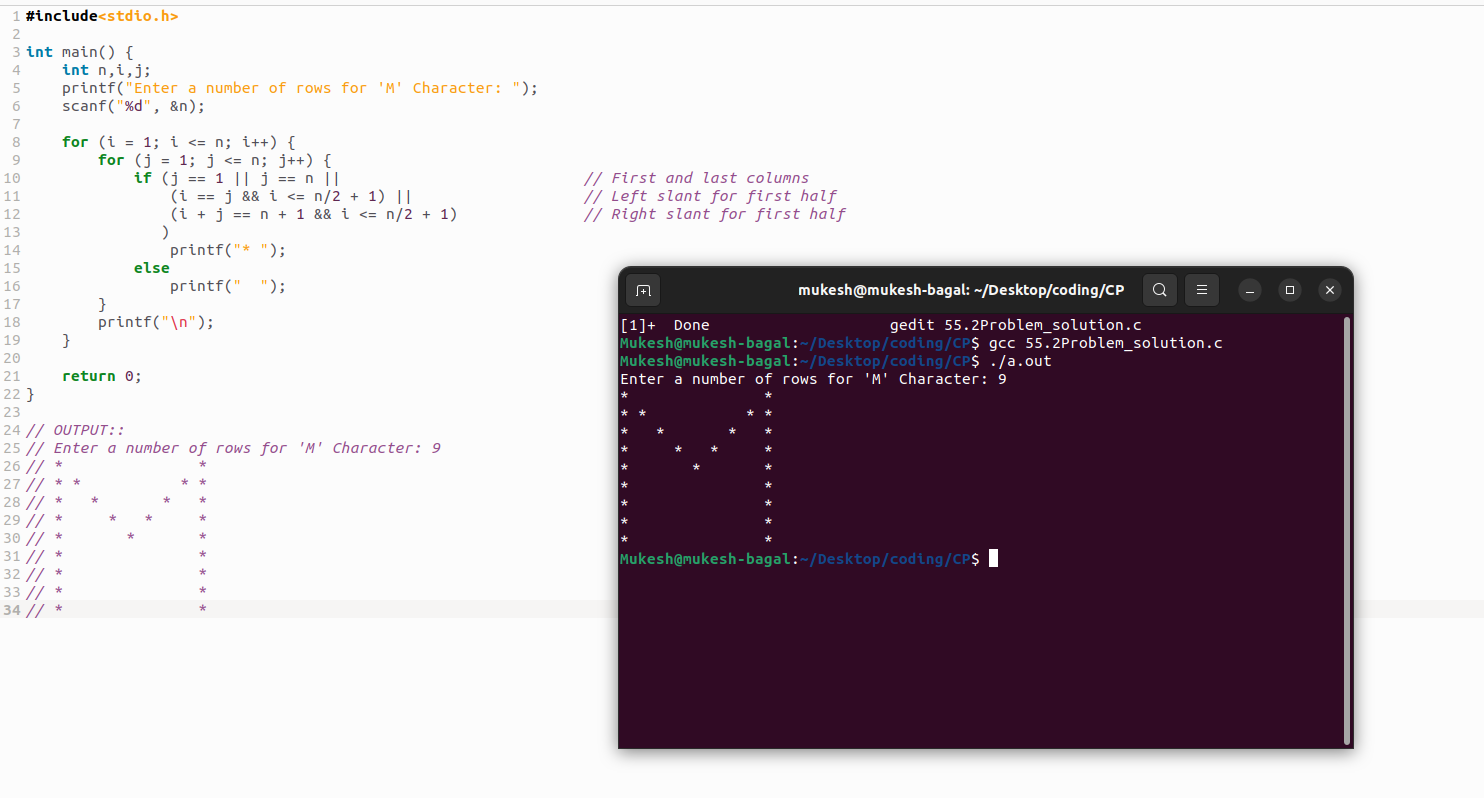 1 #include<stdio.h>
2
3 int main() {
4     int n,i,j;
5     printf("Enter a number of rows for 'M' Character: ");
6     scanf("%d", &n);
7
8     for (i = 1; i <= n; i++) {
9         for (j = 1; j <= n; j++) {
10             if (j == 1 || j == n ||                           // First and last columns
11                 (i == j && i <= n/2 + 1) ||                   // Left slant for first half
12                 (i + j == n + 1 && i <= n/2 + 1)              // Right slant for first half
13                )
14                 printf("* ");
15             else
16                 printf("  ");
17         }
18         printf("\n");
19     }
20
21     return 0;
22 }
23
24 // OUTPUT::
25 // Enter a number of rows for 'M' Character: 9
26 // *               *
27 // * *           * *
28 // *   *       *   *
29 // *     *   *     *
30 // *       *       *
31 // *               *
32 // *               *
33 // *               *
34 // *               *
mukesh@mukesh-bagal: ~/Desktop/coding/CP
[1]+  Done                    gedit 55.2Problem_solution.c
Mukesh@mukesh-bagal:~/Desktop/coding/CP$ gcc 55.2Problem_solution.c
Mukesh@mukesh-bagal:~/Desktop/coding/CP$ ./a.out
Enter a number of rows for 'M' Character: 9
*               *
* *           * *
*   *       *   *
*     *   *     *
*       *       *
*               *
*               *
*               *
*               *
Mukesh@mukesh-bagal:~/Desktop/coding/CP$